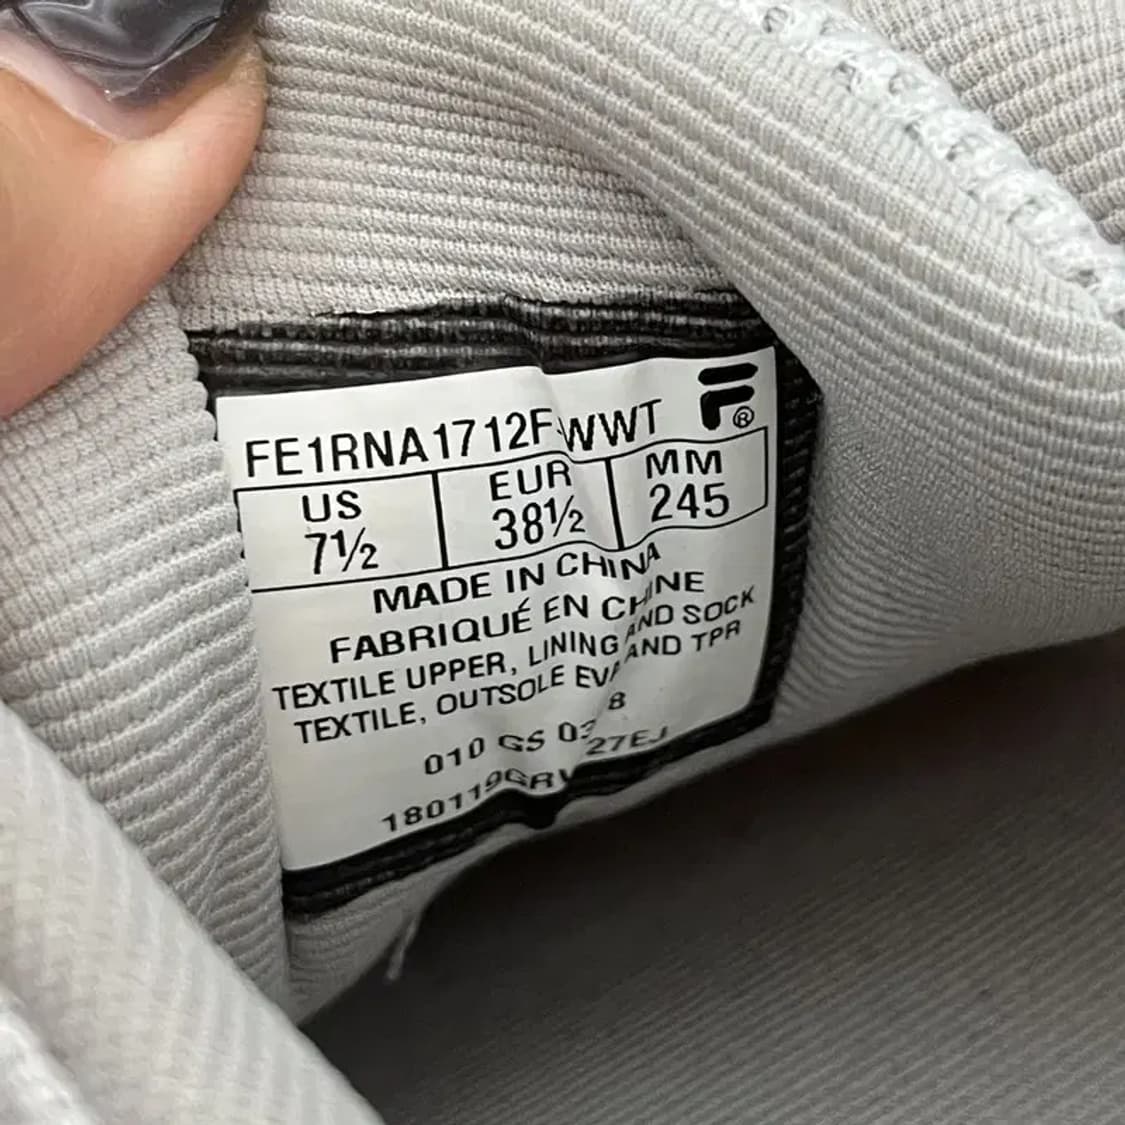 FE1RNA1712F-WWT F®
US EUR MM
7½ 38½ 245
MADE IN CHINA
FABRIQUÉ EN CHINE
TEXTILE UPPER, LINING AND SOCK
TEXTILE, OUTSOLE EVA AND TPR
010 GS